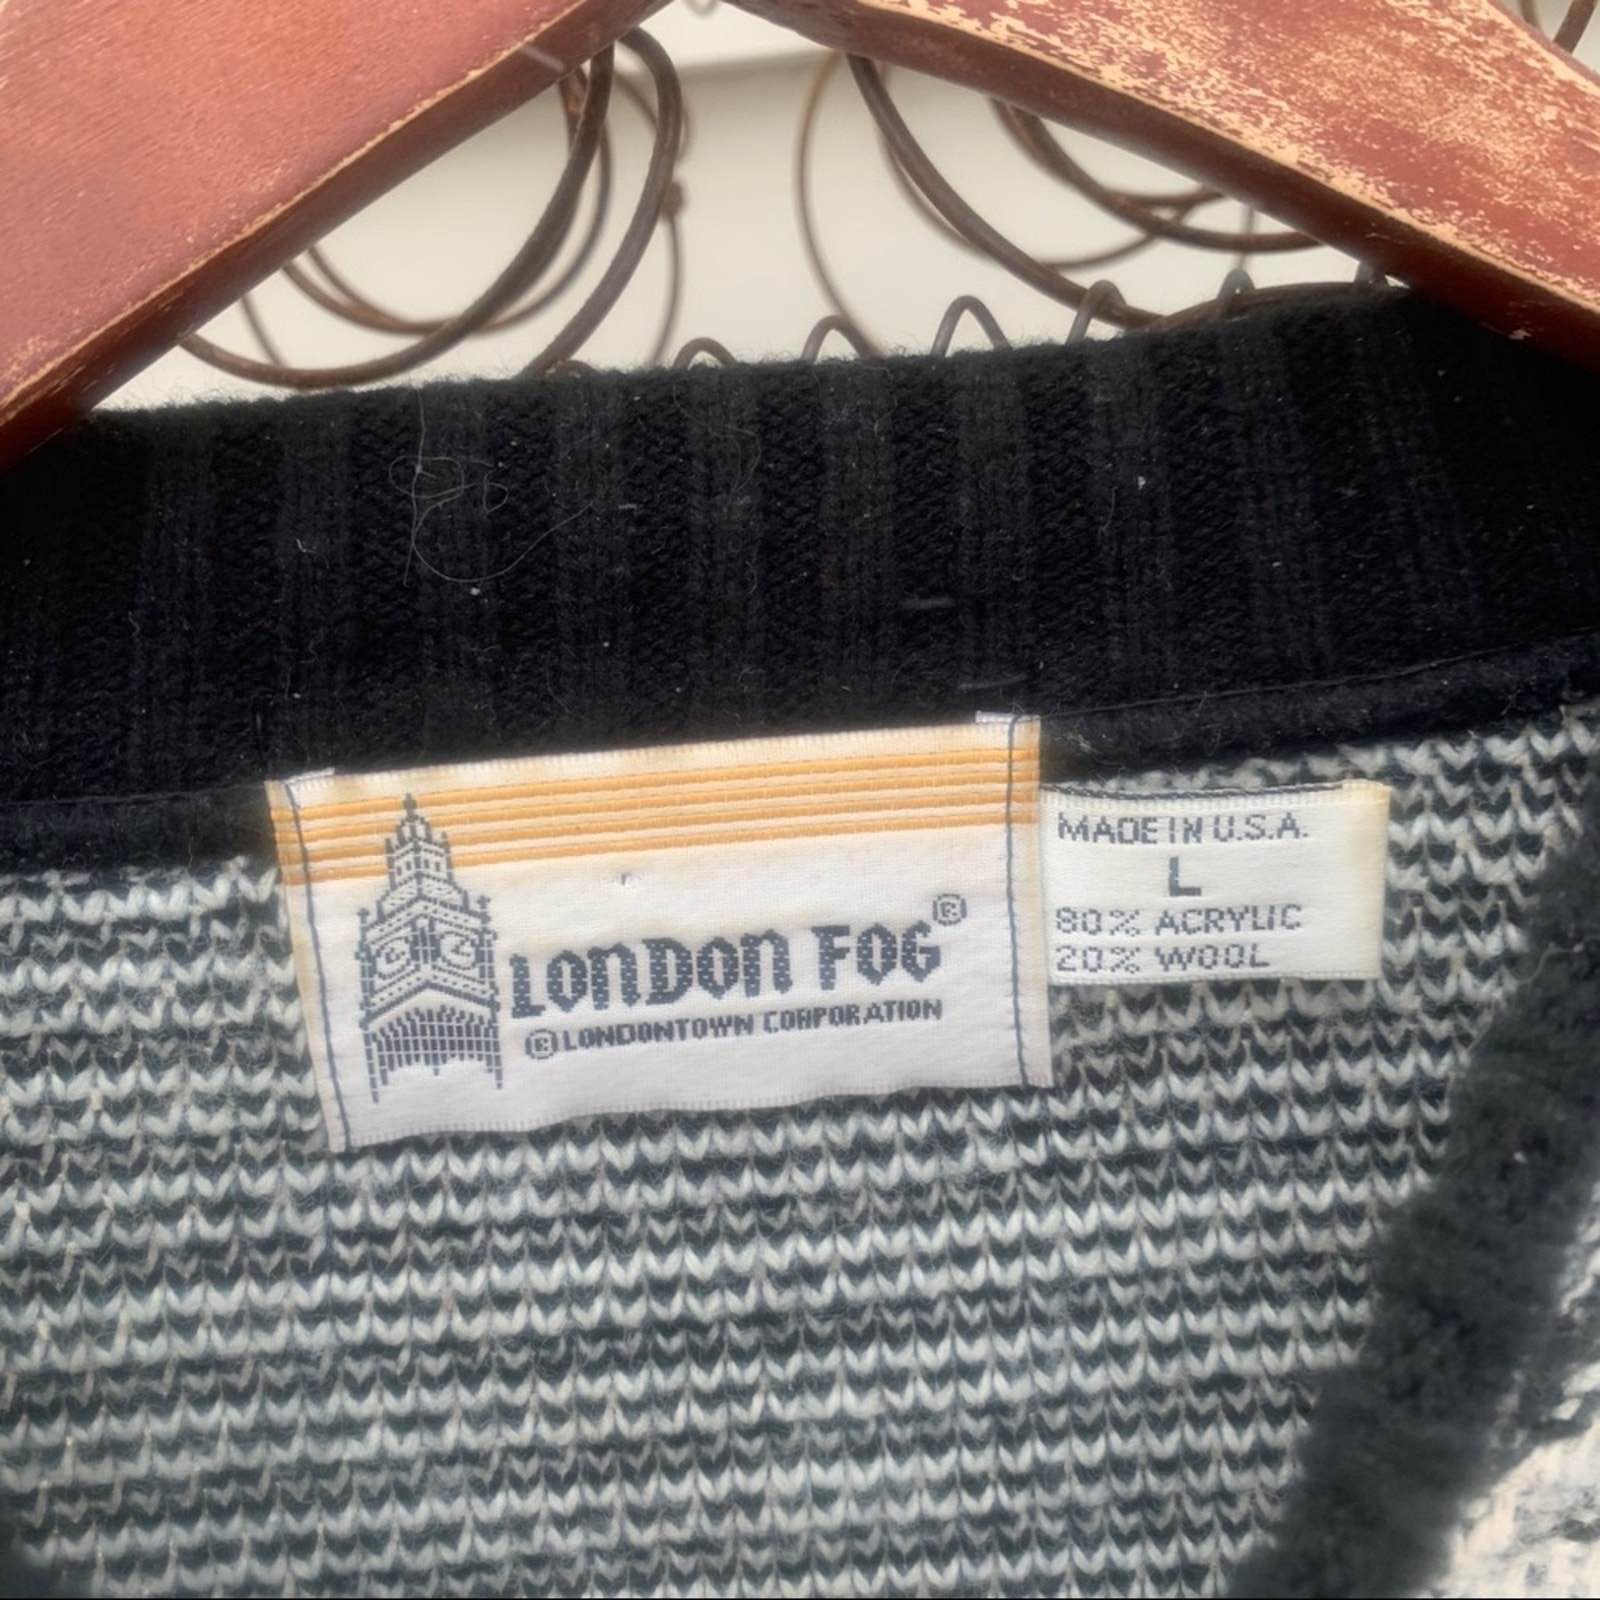 LONDON FOG®
®LONDONTOWN CORPORATION
MADE IN U.S.A.
L
80% ACRYLIC
20% WOOL